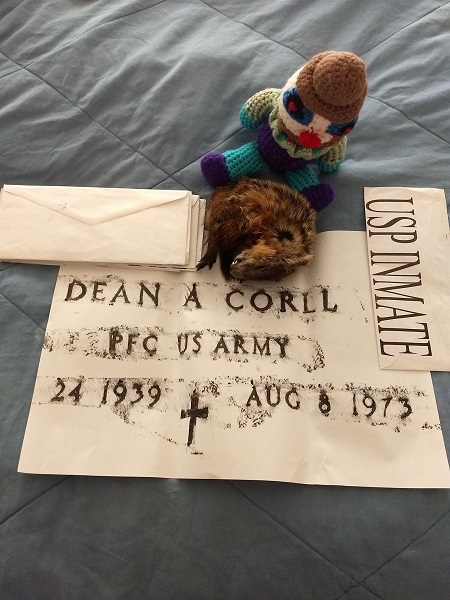 DEAN A CORLL
PFC US ARMY
24 1939 AUG 8 1973
USP INMATE